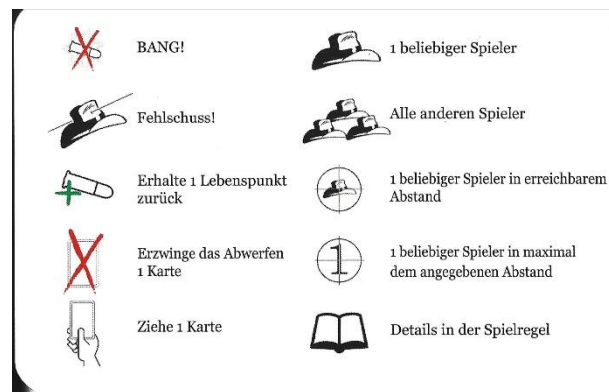 BANG!
Fehlschuss!
Erhalte 1 Lebenspunkt
zurück
Erzwinge das Abwerfen
1 Karte
Ziehe 1 Karte
1 beliebiger Spieler
Alle anderen Spieler
1 beliebiger Spieler in erreichbarem
Abstand
1
1 beliebiger Spieler in maximal
dem angegebenen Abstand
Details in der Spielregel